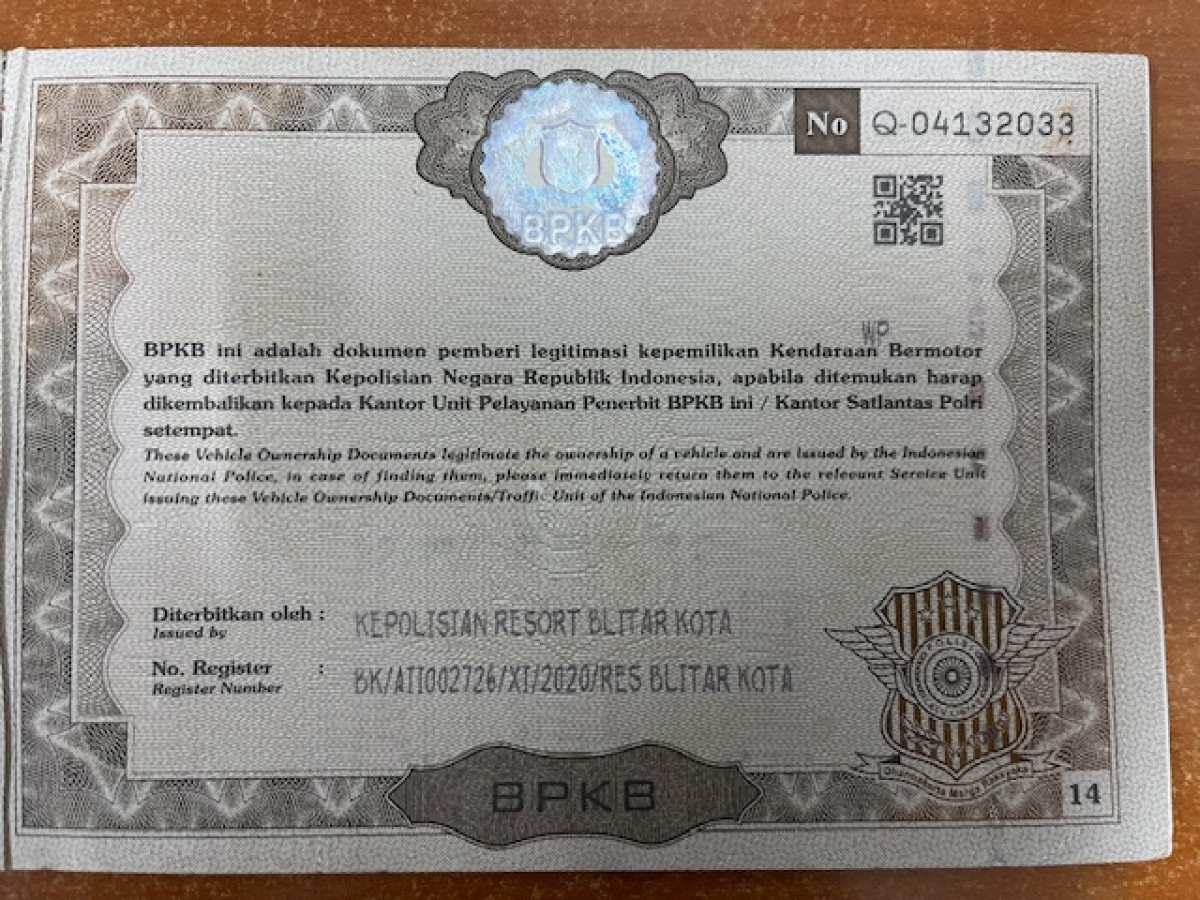 BPKB
No Q-04132033
WP
BPKB ini adalah dokumen pemberi legitimasi kepemilikan Kendaraan Bermotor
yang diterbitkan Kepolisian Negara Republik Indonesia, apabila ditemukan harap
dikembalikan kepada Kantor Unit Pelayanan Penerbit BPKB ini / Kantor Satlantas Polri
setempat.
These Vehicle Ownership Documents legitimate the ownership of a vehicle and are issued by the Indonesian
National Police, in case of finding them, please immediately return them to the relevant Service Unit
issuing these Vehicle Ownership Documents/Traffic Unit of the Indonesian National Police.
Diterbitkan oleh : KEPOLISIAN RESORT BLITAR KOTA
Issued by
No. Register : BK/ATI002726/XI/2020/RES BLITAR KOTA
Register Number
Dharmakerta Marga Raksyaka
BPKB
14